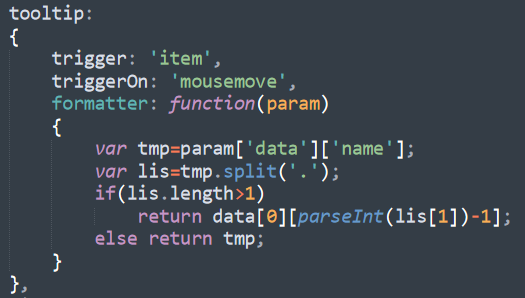 tooltip:
{
    trigger: 'item',
    triggerOn: 'mousemove',
    formatter: function(param)
    {
        var tmp=param['data']['name'];
        var lis=tmp.split('.');
        if(lis.length>1)
            return data[0][parseInt(lis[1])-1];
        else return tmp;
    }
},